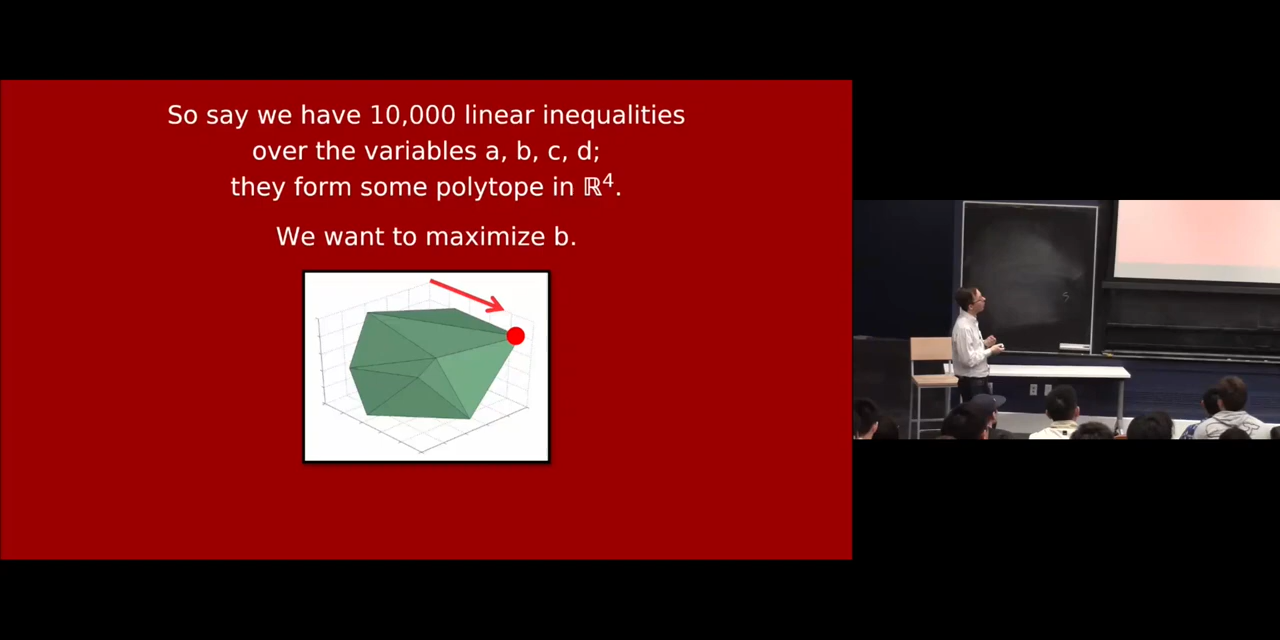 So say we have 10,000 linear inequalities
over the variables a, b, c, d;
they form some polytope in ℝ⁴.
We want to maximize b.